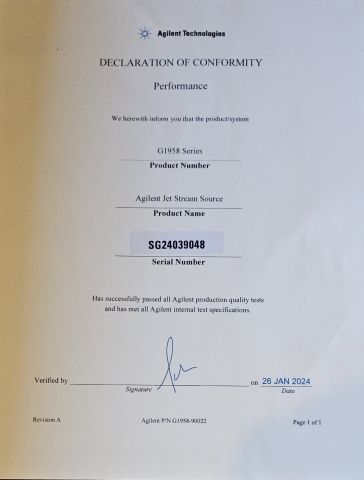 Agilent Technologies
DECLARATION OF CONFORMITY
Performance
We herewith inform you that the product/system
G1958 Series
Product Number
Agilent Jet Stream Source
Product Name
SG24039048
Serial Number
Has successfully passed all Agilent production quality tests
and has met all Agilent internal test specifications.
Verified by on 26 JAN 2024
Signature Date
Revision A Agilent P/N G1958-90022 Page 1 of 1